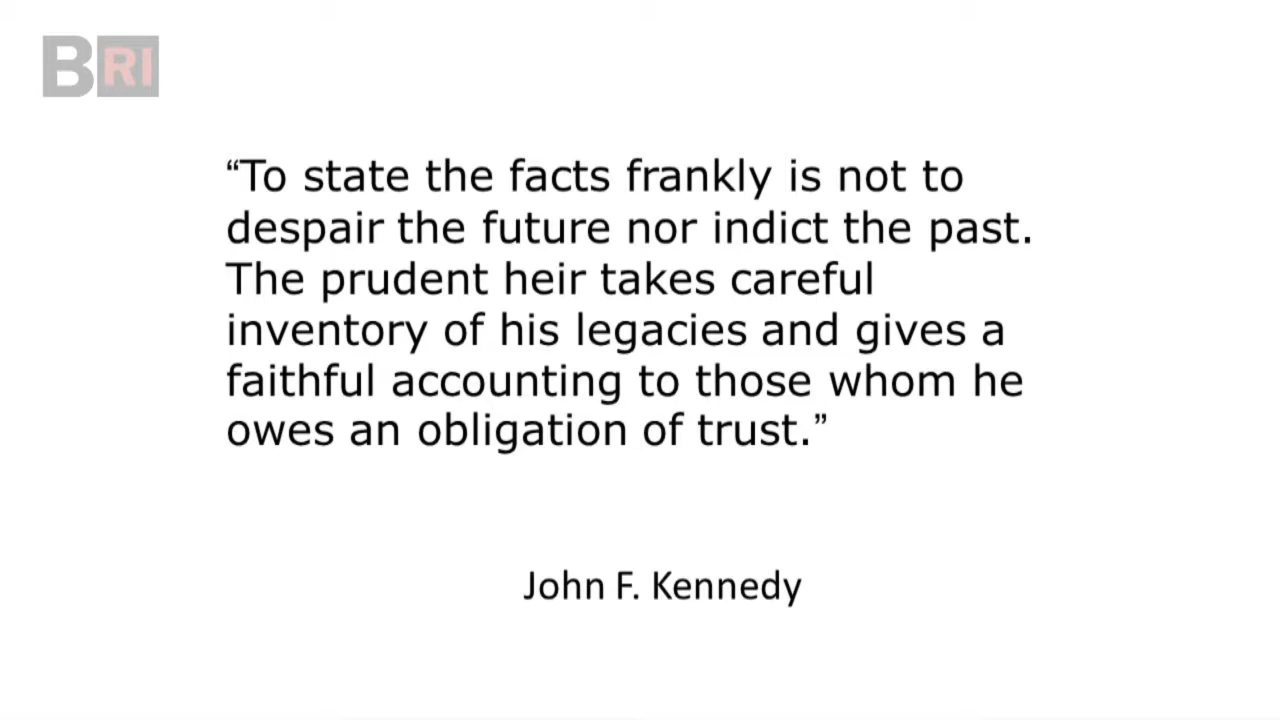 BRI
“To state the facts frankly is not to
despair the future nor indict the past.
The prudent heir takes careful
inventory of his legacies and gives a
faithful accounting to those whom he
owes an obligation of trust.”
John F. Kennedy